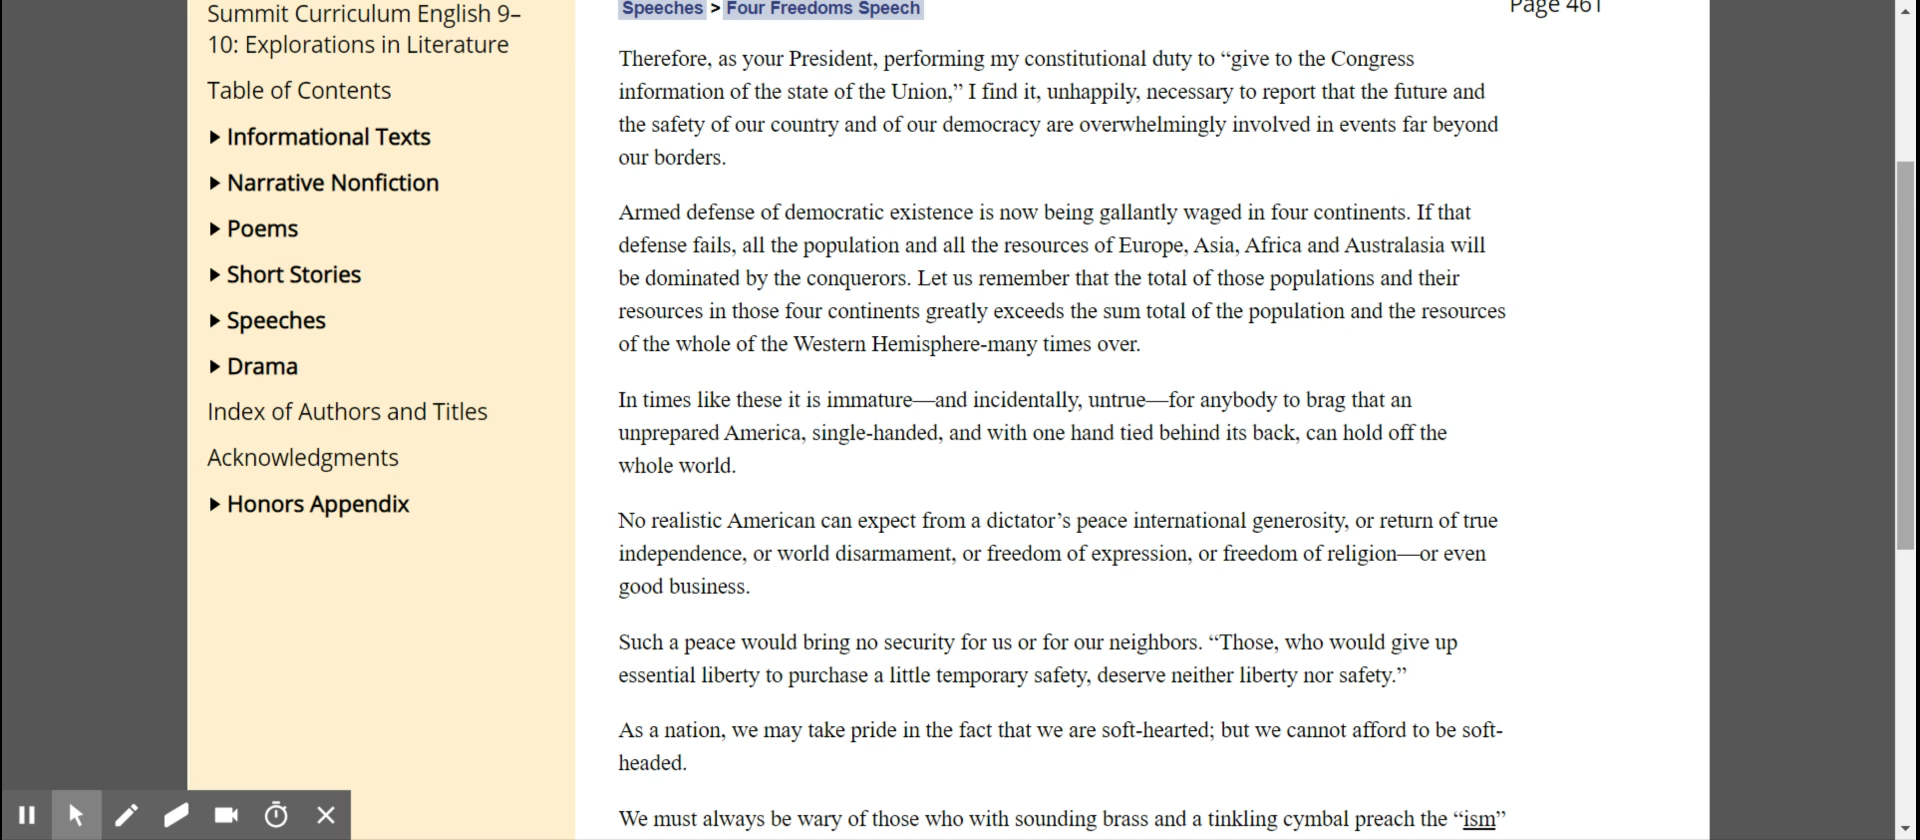 Summit Curriculum English 9–
10: Explorations in Literature
Table of Contents
Informational Texts
Narrative Nonfiction
Poems
Short Stories
Speeches
Drama
Index of Authors and Titles
Acknowledgments
Honors Appendix
Speeches > Four Freedoms Speech
Page 461
Therefore, as your President, performing my constitutional duty to “give to the Congress
information of the state of the Union,” I find it, unhappily, necessary to report that the future and
the safety of our country and of our democracy are overwhelmingly involved in events far beyond
our borders.
Armed defense of democratic existence is now being gallantly waged in four continents. If that
defense fails, all the population and all the resources of Europe, Asia, Africa and Australasia will
be dominated by the conquerors. Let us remember that the total of those populations and their
resources in those four continents greatly exceeds the sum total of the population and the resources
of the whole of the Western Hemisphere-many times over.
In times like these it is immature—and incidentally, untrue—for anybody to brag that an
unprepared America, single-handed, and with one hand tied behind its back, can hold off the
whole world.
No realistic American can expect from a dictator’s peace international generosity, or return of true
independence, or world disarmament, or freedom of expression, or freedom of religion—or even
good business.
Such a peace would bring no security for us or for our neighbors. “Those, who would give up
essential liberty to purchase a little temporary safety, deserve neither liberty nor safety.”
As a nation, we may take pride in the fact that we are soft-hearted; but we cannot afford to be soft-
headed.
We must always be wary of those who with sounding brass and a tinkling cymbal preach the “ism”